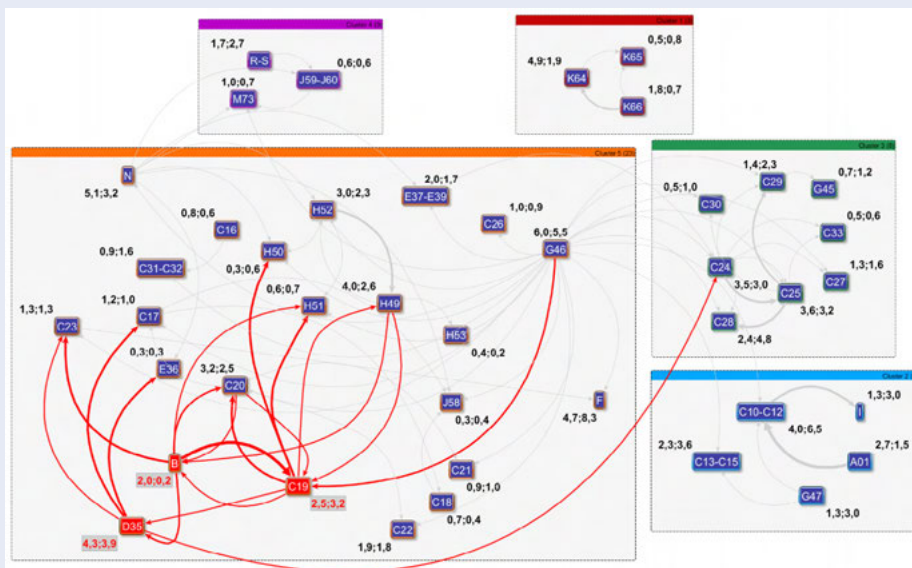 Cluster 4 (3)
1,7;2,7
R-S
0,6;0,6
J59-J60
1,0;0,7
M73
0,5;0,8
K65
4,9;1,9
K64
1,8;0,7
K66
Cluster 5 (23)
N
5,1;3,2
3,0;2,3
H52
2,0;1,7
E37-E39
0,8;0,6
C16
1,0;0,9
C26
6,0;5,5
G46
H50
0,3;0,6
0,9;1,6
C31-C32
0,6;0,7
H51
4,0;2,6
H49
1,3;1,3
C23
1,2;1,0
C17
H53
0,4;0,2
0,3;0,3
E36
3,2;2,5
C20
J58
0,3;0,4
F
4,7;8,3
B
2,0;0,2
C19
2,5;3,2
C21
0,9;1,0
C18
0,7;0,4
D35
4,3;3,9
C22
1,9;1,8
1,4;2,3
C29
0,7;1,2
G45
0,5;1,0
C30
0,5;0,6
C33
C24
3,5;3,0
C27
1,3;1,6
C25
3,6;3,2
C28
2,4;4,8
Cluster 2
C10-C12
4,0;6,5
I
1,3;3,0
2,3;3,6
C13-C15
2,7;1,5
A01
G47
1,3;3,0